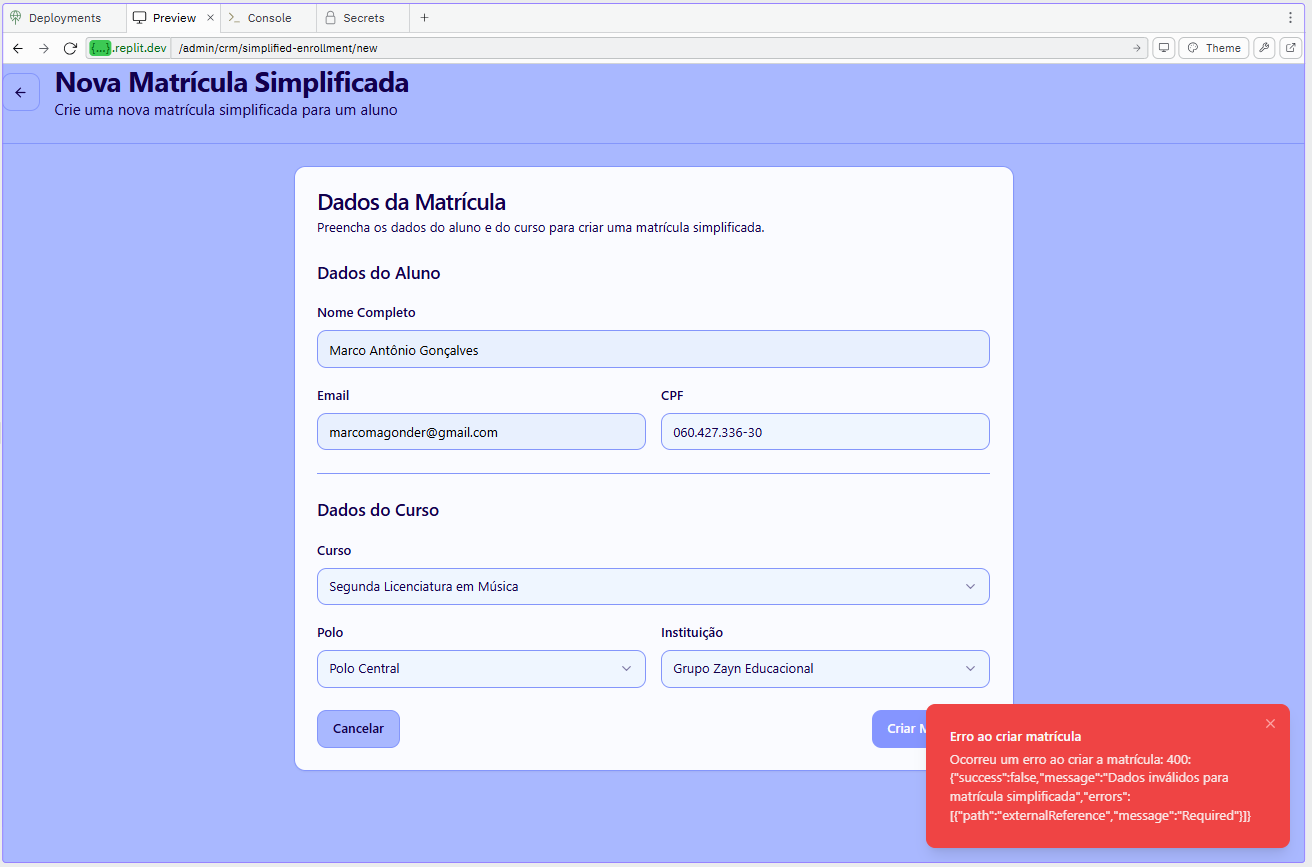 Deployments
Preview
Console
Secrets
{...}.replit.dev
/admin/crm/simplified-enrollment/new
Theme
Nova Matrícula Simplificada
Crie uma nova matrícula simplificada para um aluno
Dados da Matrícula
Preencha os dados do aluno e do curso para criar uma matrícula simplificada.
Dados do Aluno
Nome Completo
Marco Antônio Gonçalves
Email
CPF
marcomagonder@gmail.com
060.427.336-30
Dados do Curso
Curso
Segunda Licenciatura em Música
Polo
Instituição
Polo Central
Grupo Zayn Educacional
Cancelar
Criar M
Erro ao criar matrícula
Ocorreu um erro ao criar a matrícula: 400:
{"success":false,"message":"Dados inválidos para
matrícula simplificada","errors":
[{"path":"externalReference","message":"Required"}]}